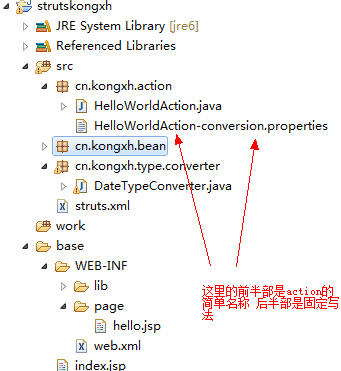 strutskongxh
JRE System Library [jre6]
Referenced Libraries
src
cn.kongxh.action
HelloWorldAction.java
HelloWorldAction-conversion.properties
cn.kongxh.bean
cn.kongxh.type.converter
DateTypeConverter.java
struts.xml
work
base
WEB-INF
lib
page
hello.jsp
web.xml
index.jsp
这里的前半部是action的
简单名称 后半部是固定写
法